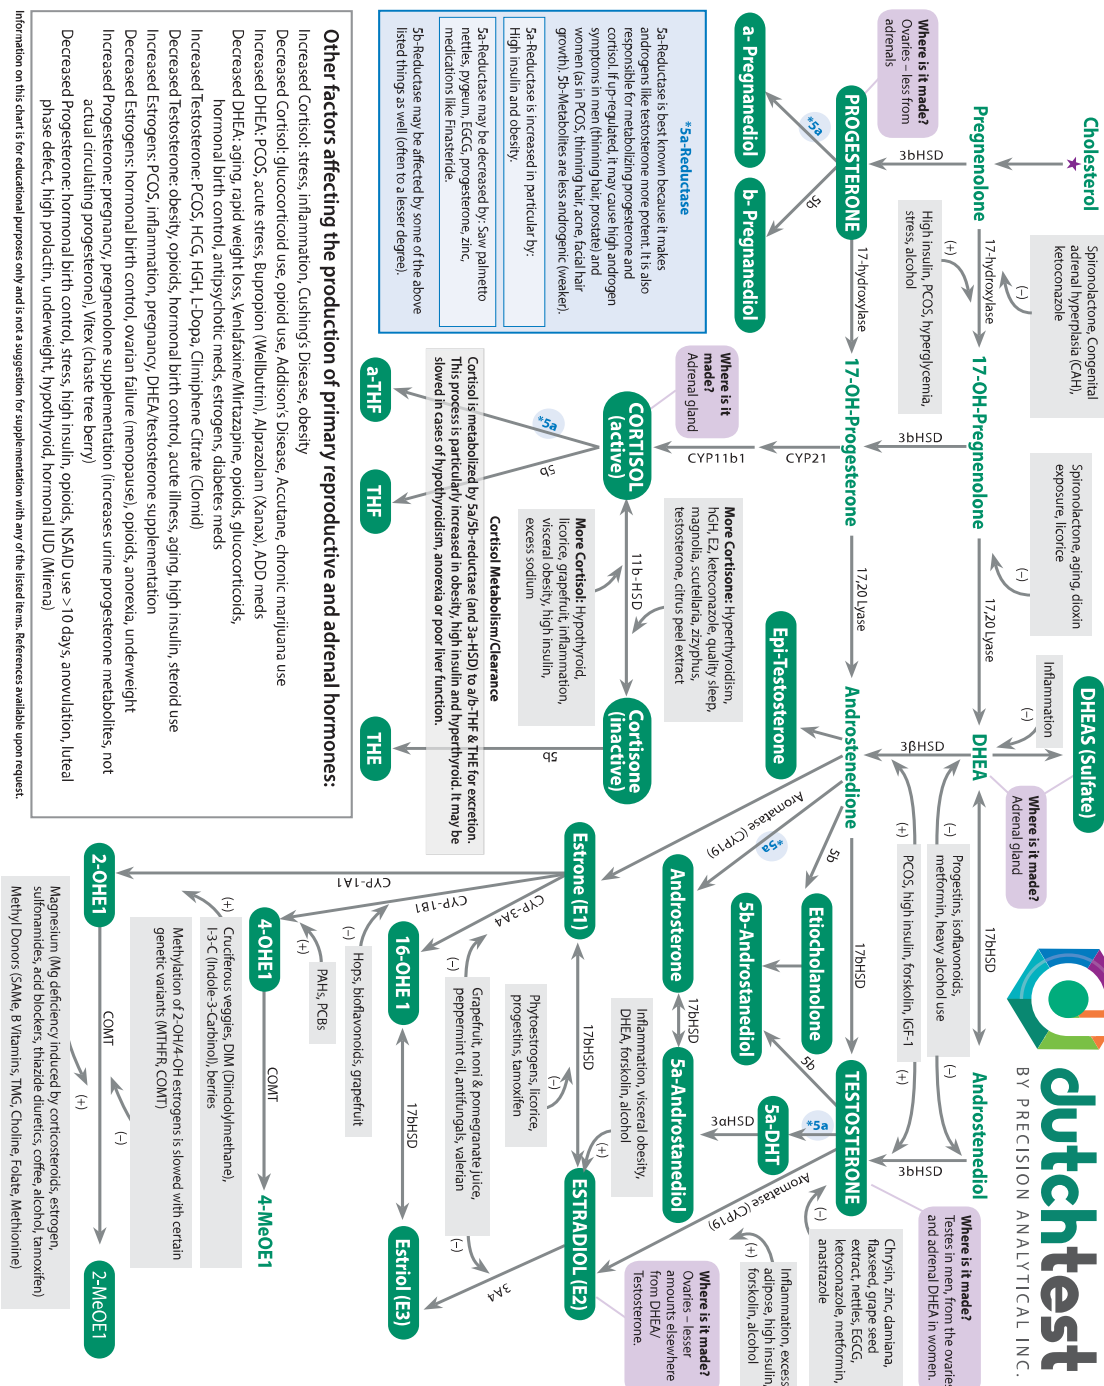 dutchtest
BY PRECISION ANALYTICAL INC.
Cholesterol
Pregnenolone
3bHSD
Where is it made?
Ovaries – less from
adrenals
PROGESTERONE
*5a
5b
a- Pregnanediol
b- Pregnanediol
17-hydroxylase
Spironolactone, Congenital
adrenal hyperplasia (CAH),
ketoconazole
(–)
(+)
High insulin, PCOS, hyperglycemia,
stress, alcohol
17-hydroxylase
17-OH-Pregnenolone
3bHSD
17-OH-Progesterone
Spironolactone, aging, dioxin
exposure, licorice
(–)
17,20 Lyase
17,20 Lyase
DHEAS (Sulfate)
Inflammation
(–)
DHEA
Where is it made?
Adrenal gland
3βHSD
Androstenedione
Progestins, isoflavonoids,
metformin, heavy alcohol use
(–)
(–)
PCOS, high insulin, forskolin, IGF-1
(+)
(+)
17bHSD
Androstenediol
3bHSD
17bHSD
TESTOSTERONE
Where is it made?
Testes in men, from the ovaries
and adrenal DHEA in women.
Chrysin, zinc, damiana,
flaxseed, grape seed
extract, nettles, EGCG,
ketoconazole, metformin,
anastrazole
(–)
Inflammation, excess
adipose, high insulin,
forskolin, alcohol
(+)
Aromatase (CYP19)
Where is it made?
Ovaries – lesser
amounts elsewhere
from DHEA/
Testosterone.
Epi-Testosterone
Aromatase (CYP19)
*5a
5b
Etiocholanolone
5b-Androstanediol
5b
*5a
5a-DHT
3αHSD
Androsterone
17bHSD
5a-Androstanediol
Inflammation, visceral obesity,
DHEA, forskolin, alcohol
(+)
Estrone (E1)
17bHSD
ESTRADIOL (E2)
(–)
Phytoestrogens, licorice,
progestins, tamoxifen
Grapefruit, noni & pomegranate juice,
peppermint oil, antifungals, valerian
(–)
(–)
CYP-3A4
3A4
16-OHE 1
17bHSD
Estriol (E3)
Hops, bioflavonoids, grapefruit
(–)
CYP-1B1
PAHs, PCBs
(+)
4-OHE1
COMT
4-MeOE1
CYP-1A1
(+)
Cruciferous veggies, DIM (Diindolylmethane),
I-3-C (Indole-3-Carbinol), berries
Methylation of 2-OH/4-OH estrogens is slowed with certain
genetic variants (MTHFR, COMT)
(–)
2-OHE1
COMT
2-MeOE1
(+)
Magnesium (Mg deficiency induced by corticosteroids, estrogen,
sulfonamides, acid blockers, thiazide diuretics, coffee, alcohol, tamoxifen)
Methyl Donors (SAMe, B Vitamins, TMG, Choline, Folate, Methionine)
CYP21
CYP11b1
Where is it
made?
Adrenal gland
CORTISOL
(active)
11b-HSD
Cortisone
(inactive)
More Cortisone: Hyperthyroidism,
hGH, E2, ketoconazole, quality sleep,
magnolia, scutellaria, zizyphus,
testosterone, citrus peel extract
More Cortisol: Hypothyroid,
licorice, grapefruit, inflammation,
visceral obesity, high insulin,
excess sodium
*5a
5b
5b
Cortisol Metabolism/Clearance
Cortisol is metabolized by 5a/5b-reductase (and 3a-HSD) to a/b-THF & THE for excretion.
This process is particularly increased in obesity, high insulin and hyperthyroid. It may be
slowed in cases of hypothyroidism, anorexia or poor liver function.
a-THF
THF
THE
*5a-Reductase
5a-Reductase is best known because it makes
androgens like testosterone more potent. It is also
responsible for metabolizing progesterone and
cortisol. If up-regulated, it may cause high androgen
symptoms in men (thinning hair, prostate) and
women (as in PCOS, thinning hair, acne, facial hair
growth). 5b-Metabolites are less androgenic (weaker).
5a-Reductase is increased in particular by:
High insulin and obesity.
5a-Reductase may be decreased by: Saw palmetto
nettles, pygeum, EGCG, progesterone, zinc,
medications like Finasteride.
5b-Reductase may be affected by some of the above
listed things as well (often to a lesser degree).
Other factors affecting the production of primary reproductive and adrenal hormones:
Increased Cortisol: stress, inflammation, Cushing's Disease, obesity
Decreased Cortisol: glucocorticoid use, opioid use, Addison's Disease, Accutane, chronic marijuana use
Increased DHEA: PCOS, acute stress, Bupropion (Wellbutrin), Alprazolam (Xanax), ADD meds
Decreased DHEA: aging, rapid weight loss, Venlafaxine/Mirtazapine, opioids, glucocorticoids,
hormonal birth control, antipsychotic meds, estrogens, diabetes meds
Increased Testosterone: PCOS, HCG, HGH, L-Dopa, Climiphene Citrate (Clomid)
Decreased Testosterone: obesity, opioids, hormonal birth control, acute illness, aging, high insulin, steroid use
Increased Estrogens: PCOS, inflammation, pregnancy, DHEA/testosterone supplementation
Decreased Estrogens: hormonal birth control, ovarian failure (menopause), opioids, anorexia, underweight
Increased Progesterone: pregnancy, pregnenolone supplementation (increases urine progesterone metabolites, not
actual circulating progesterone), Vitex (chaste tree berry)
Decreased Progesterone: hormonal birth control, stress, high insulin, opioids, NSAID use >10 days, anovulation, luteal
phase defect, high prolactin, underweight, hypothyroid, hormonal IUD (Mirena)
Information on this chart is for educational purposes only and is not a suggestion for supplementation with any of the listed items. References available upon request.